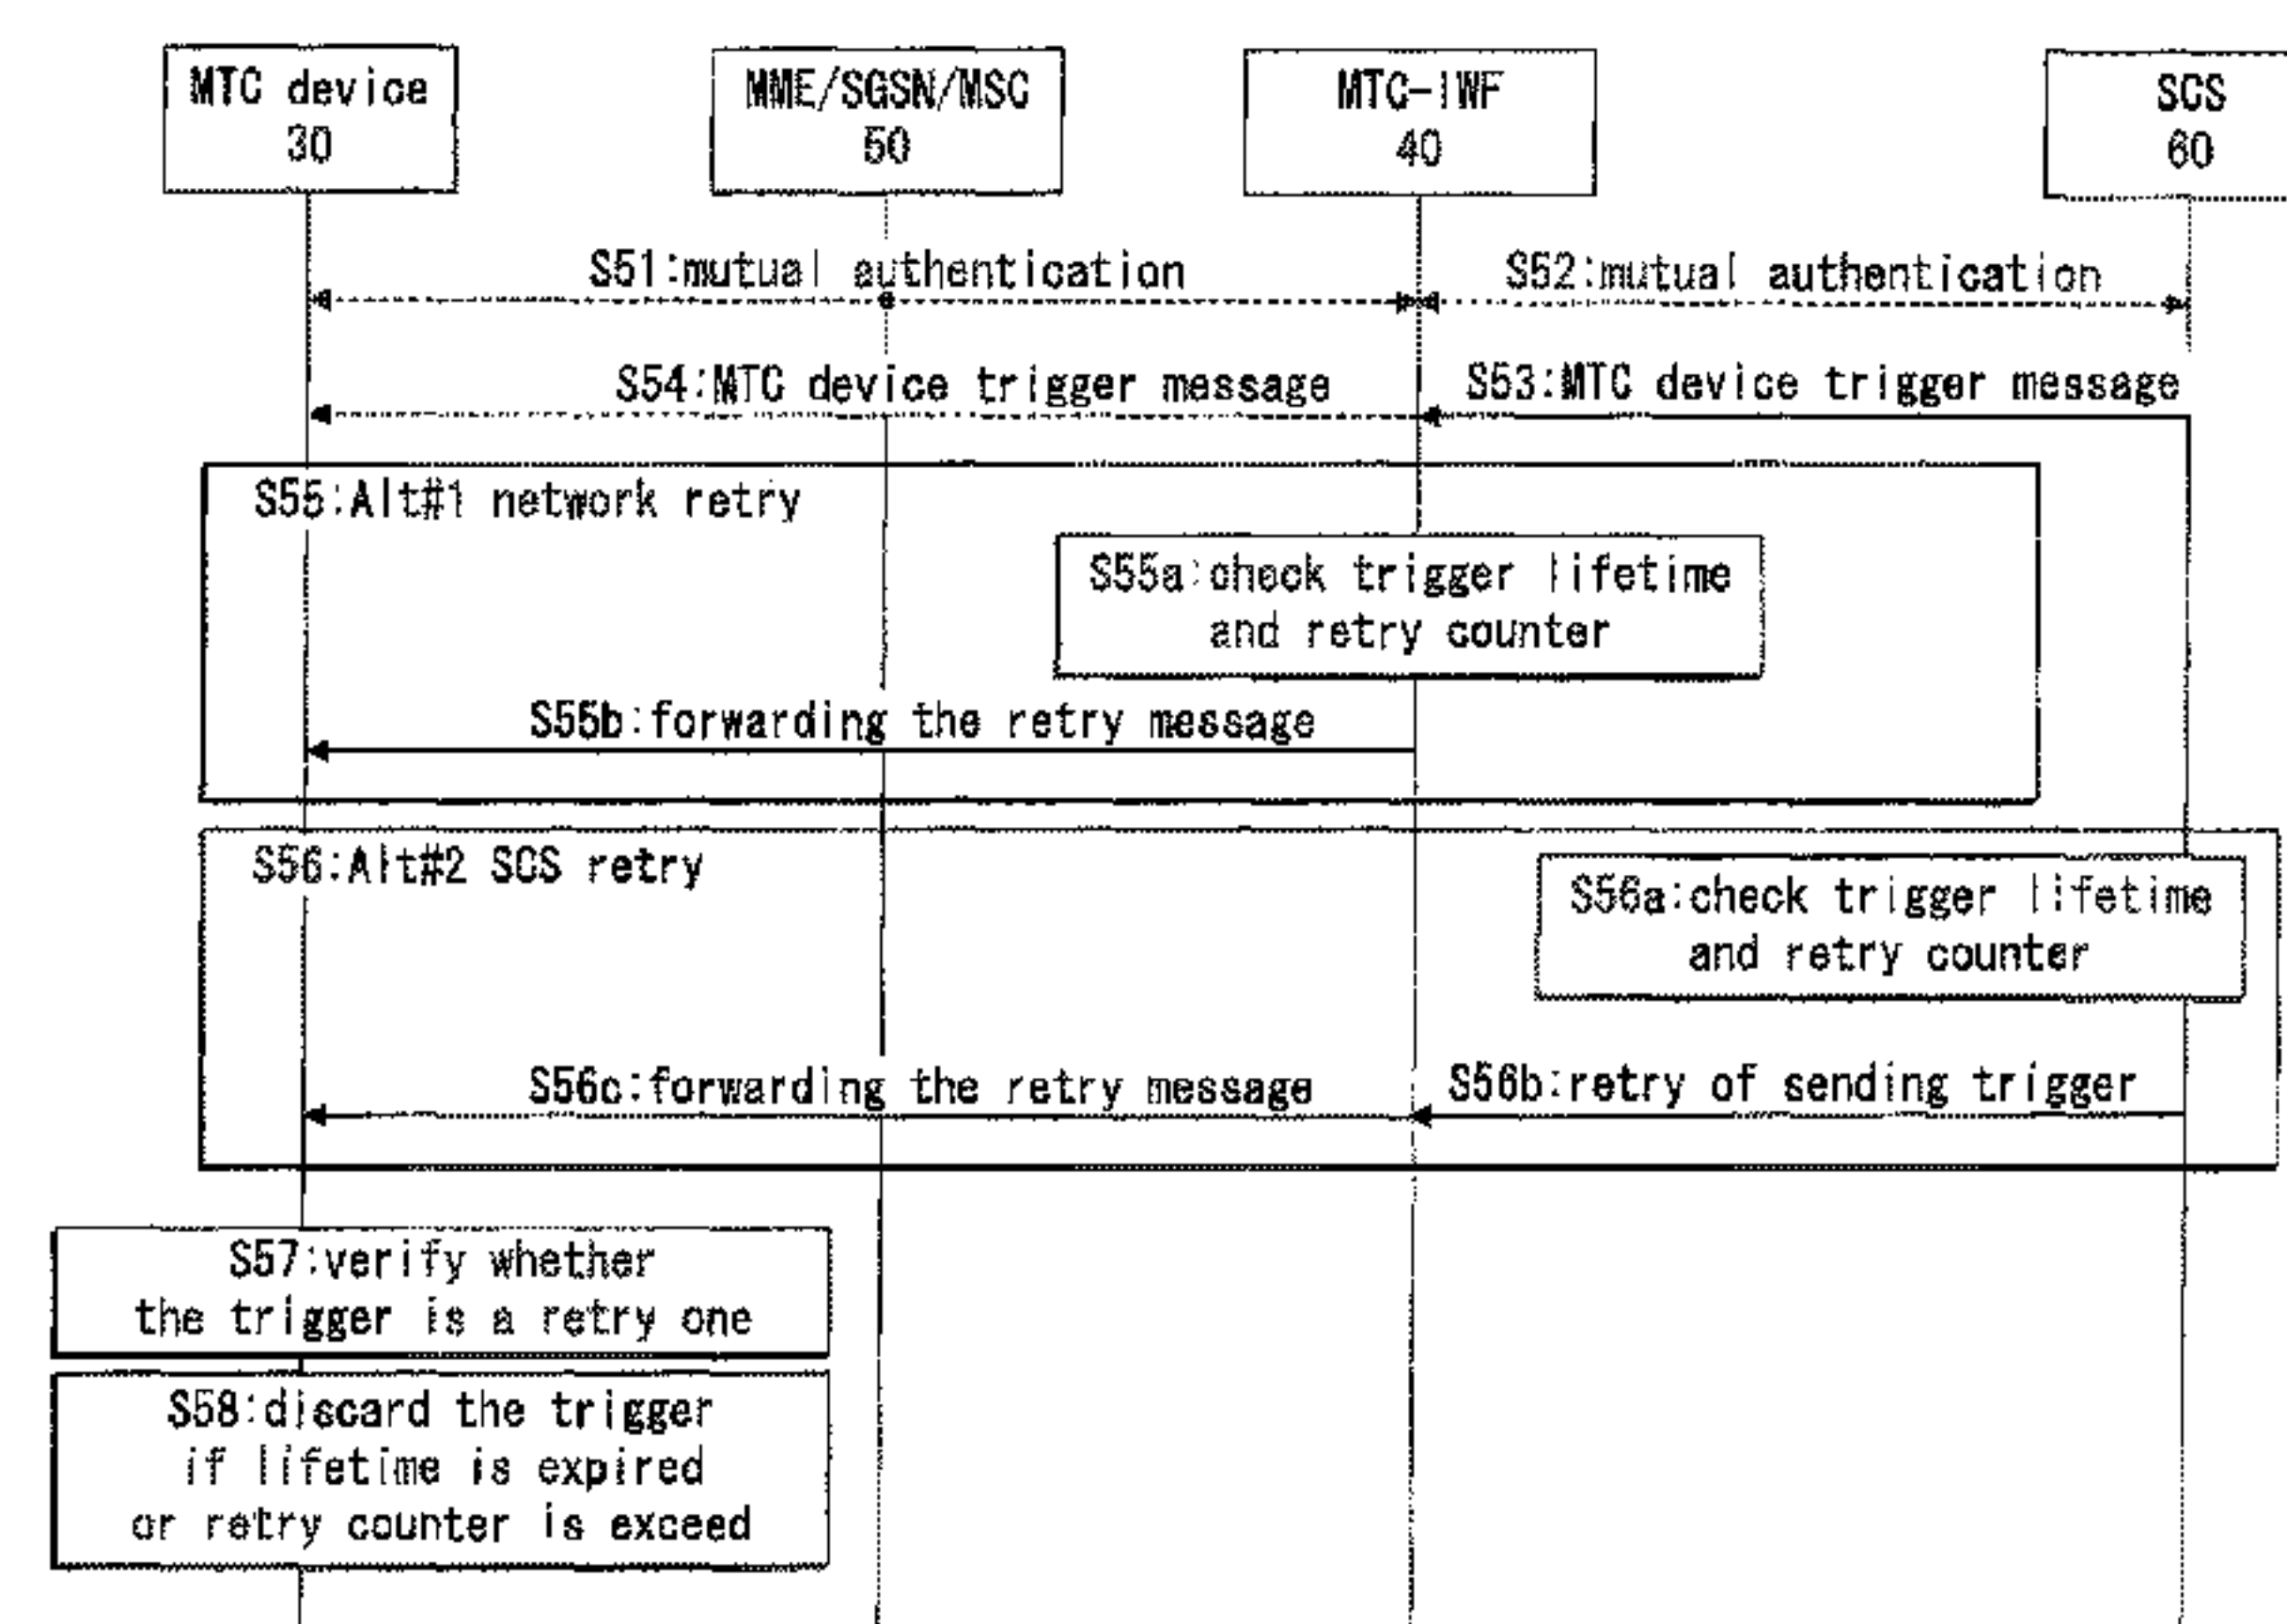 MTC device
30
MME/SGSN/MSC
50
MTC-IWF
40
SCS
60
S51:mutual authentication
S52:mutual authentication
S54:MTC device trigger message
S53:MTC device trigger message
S55:Alt#1 network retry
S55a:check trigger lifetime
and retry counter
S55b:forwarding the retry message
S56:Alt#2 SCS retry
S56a:check trigger lifetime
and retry counter
S56c:forwarding the retry message
S56b:retry of sending trigger
S57:verify whether
the trigger is a retry one
S58:discard the trigger
if lifetime is expired
or retry counter is exceed